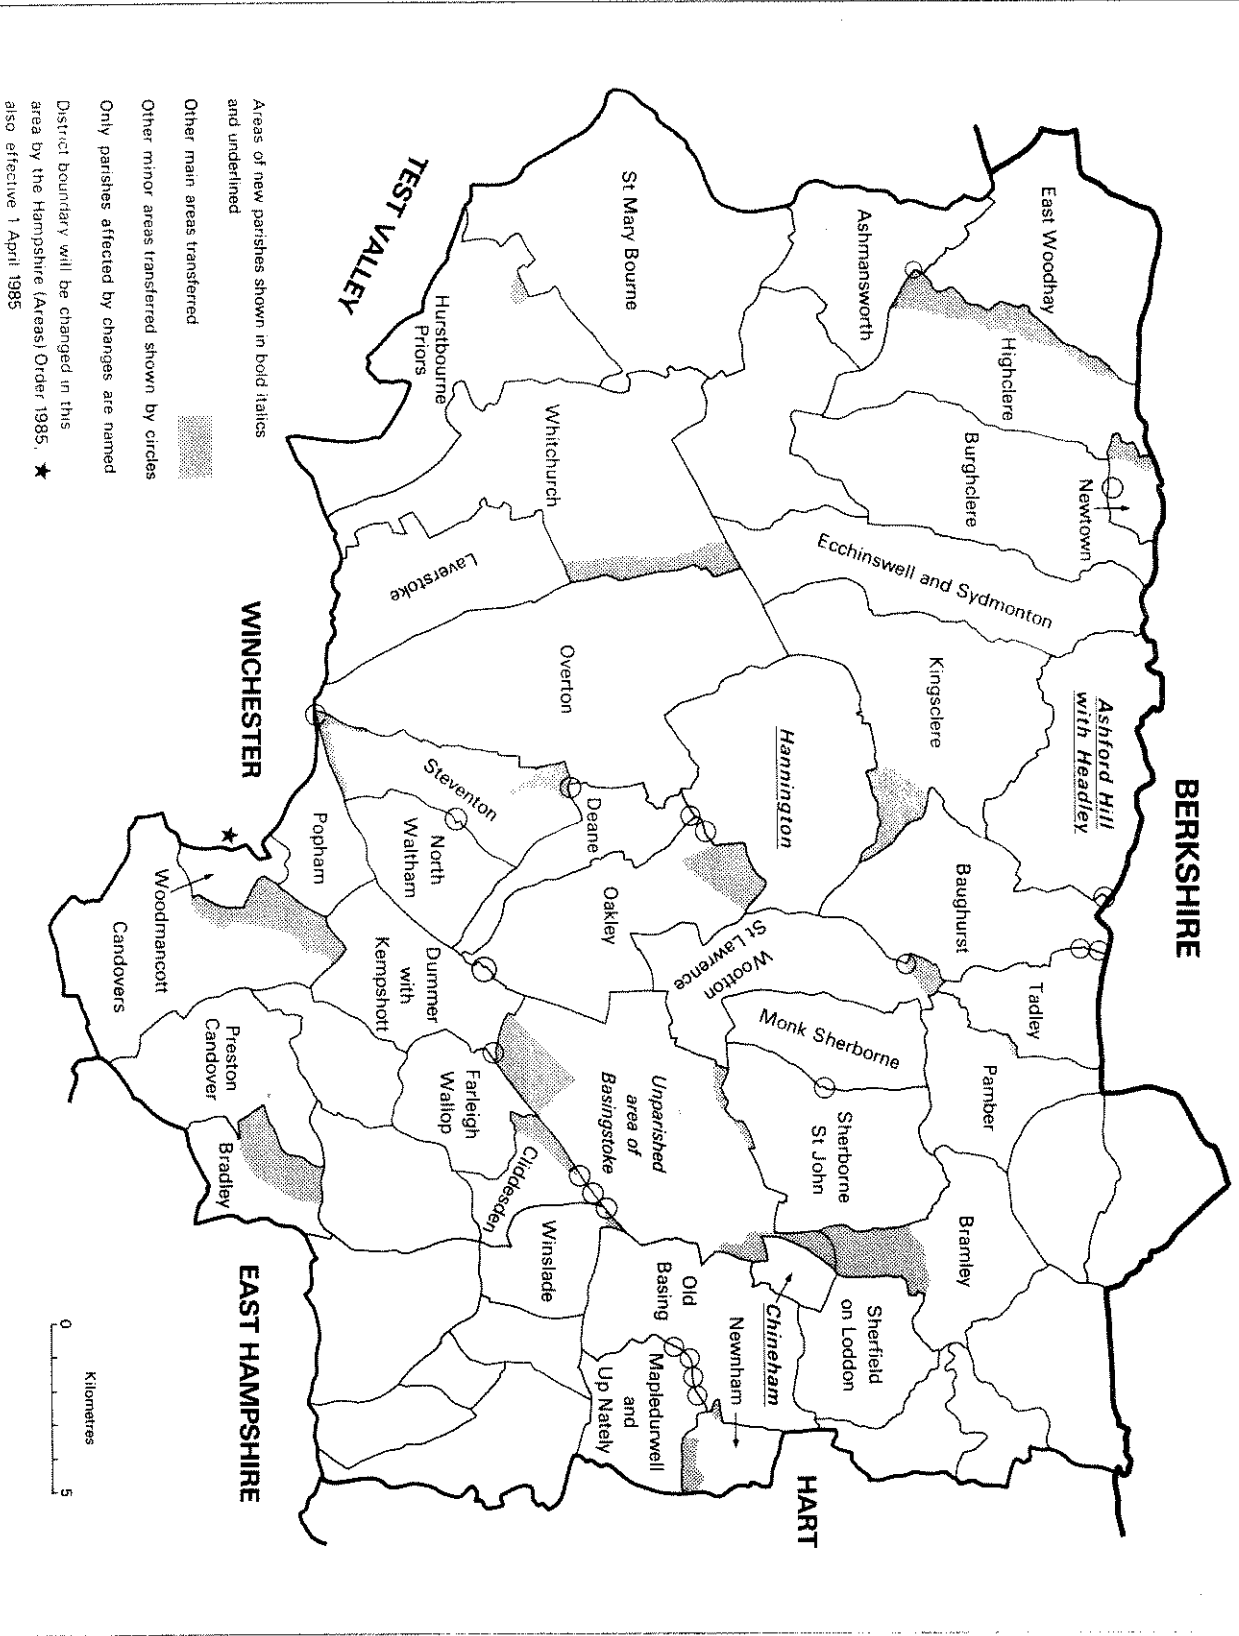 BERKSHIRE
East Woodhay
Highclere
Ashmansworth
St Mary Bourne
Burghclere
Newtown
Ecchinswell and Sydmonton
Ashford Hill
with Headley
Kingsclere
Hannington
Baughurst
Tadley
Pamber
Bramley
Monk Sherborne
Wootton
St Lawrence
Sherborne
St John
Sherfield
on Loddon
Chineham
Newnham
HART
Hurstbourne
Priors
Whitchurch
Laverstoke
Overton
Deane
Steventon
North
Waltham
Oakley
Popham
Dummer
with
Kempshott
Unparished
area of
Basingstoke
Farleigh
Wallop
Cliddesden
Winslade
Old
Basing
Mapledurwell
and
Up Nately
Woodmancott
Candovers
Preston
Candover
Bradley
TEST VALLEY
WINCHESTER
EAST HAMPSHIRE
Areas of new parishes shown in bold italics
and underlined
Other main areas transferred
Other minor areas transferred shown by circles
Only parishes affected by changes are named
District boundary will be changed in this
area by the Hampshire (Areas) Order 1985, ★
also effective 1 April 1985
Kilometres
0 5